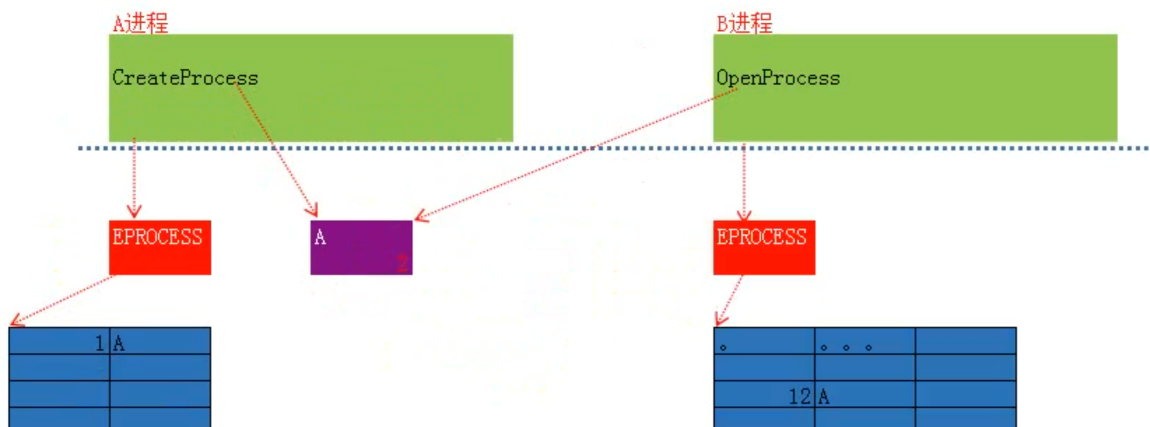 A进程
B进程
CreateProcess
OpenProcess
EPROCESS
A
2
EPROCESS
1 A
。 。。。
12 A